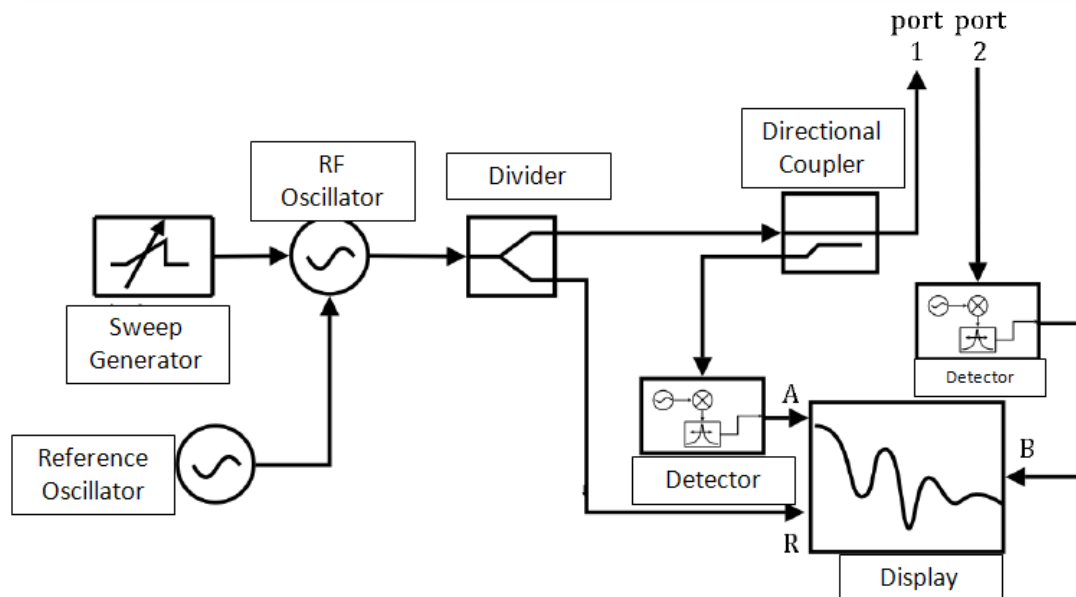 port port
1 2
Directional
Coupler
RF
Oscillator
Divider
Sweep
Generator
Detector
A
Reference
Oscillator
Detector
B
R
Display